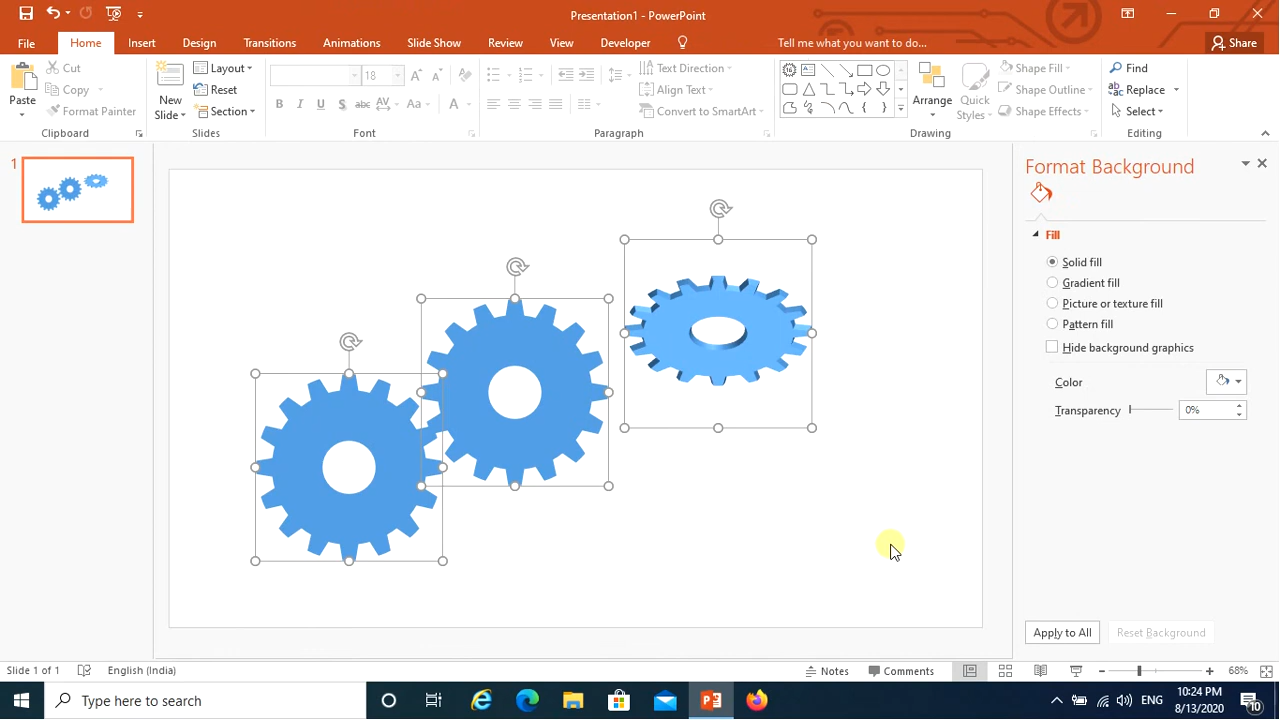 Presentation1 - PowerPoint
File Home Insert Design Transitions Animations Slide Show Review View Developer Tell me what you want to do... Share
Paste
Cut
Copy
Format Painter
Clipboard
New
Slide
Layout
Reset
Section
Slides
18
B I U S abc AV Aa A
Font
Text Direction
Align Text
Convert to SmartArt
Paragraph
Arrange
Quick
Styles
Shape Fill
Shape Outline
Shape Effects
Drawing
Find
Replace
Select
Editing
1
Format Background
Fill
Solid fill
Gradient fill
Picture or texture fill
Pattern fill
Hide background graphics
Color
Transparency 0%
Apply to All Reset Background
Slide 1 of 1 English (India) Notes Comments 68%
Type here to search
ENG
10:24 PM
8/13/2020
10